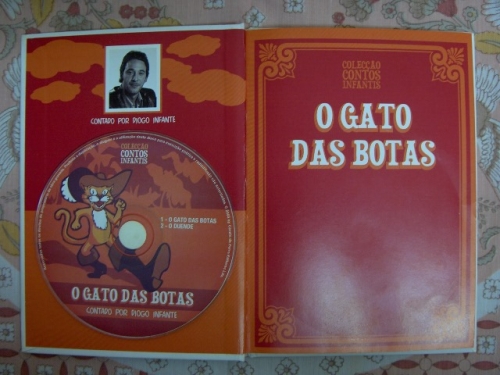 CONTADO POR DIOGO INFANTE
COLECÇÃO
CONTOS
INFANTIS
1 - O GATO DAS BOTAS
2 - O DUENDE
O GATO DAS BOTAS
CONTADO POR DIOGO INFANTE
COLECÇÃO
CONTOS
INFANTIS
O GATO
DAS BOTAS